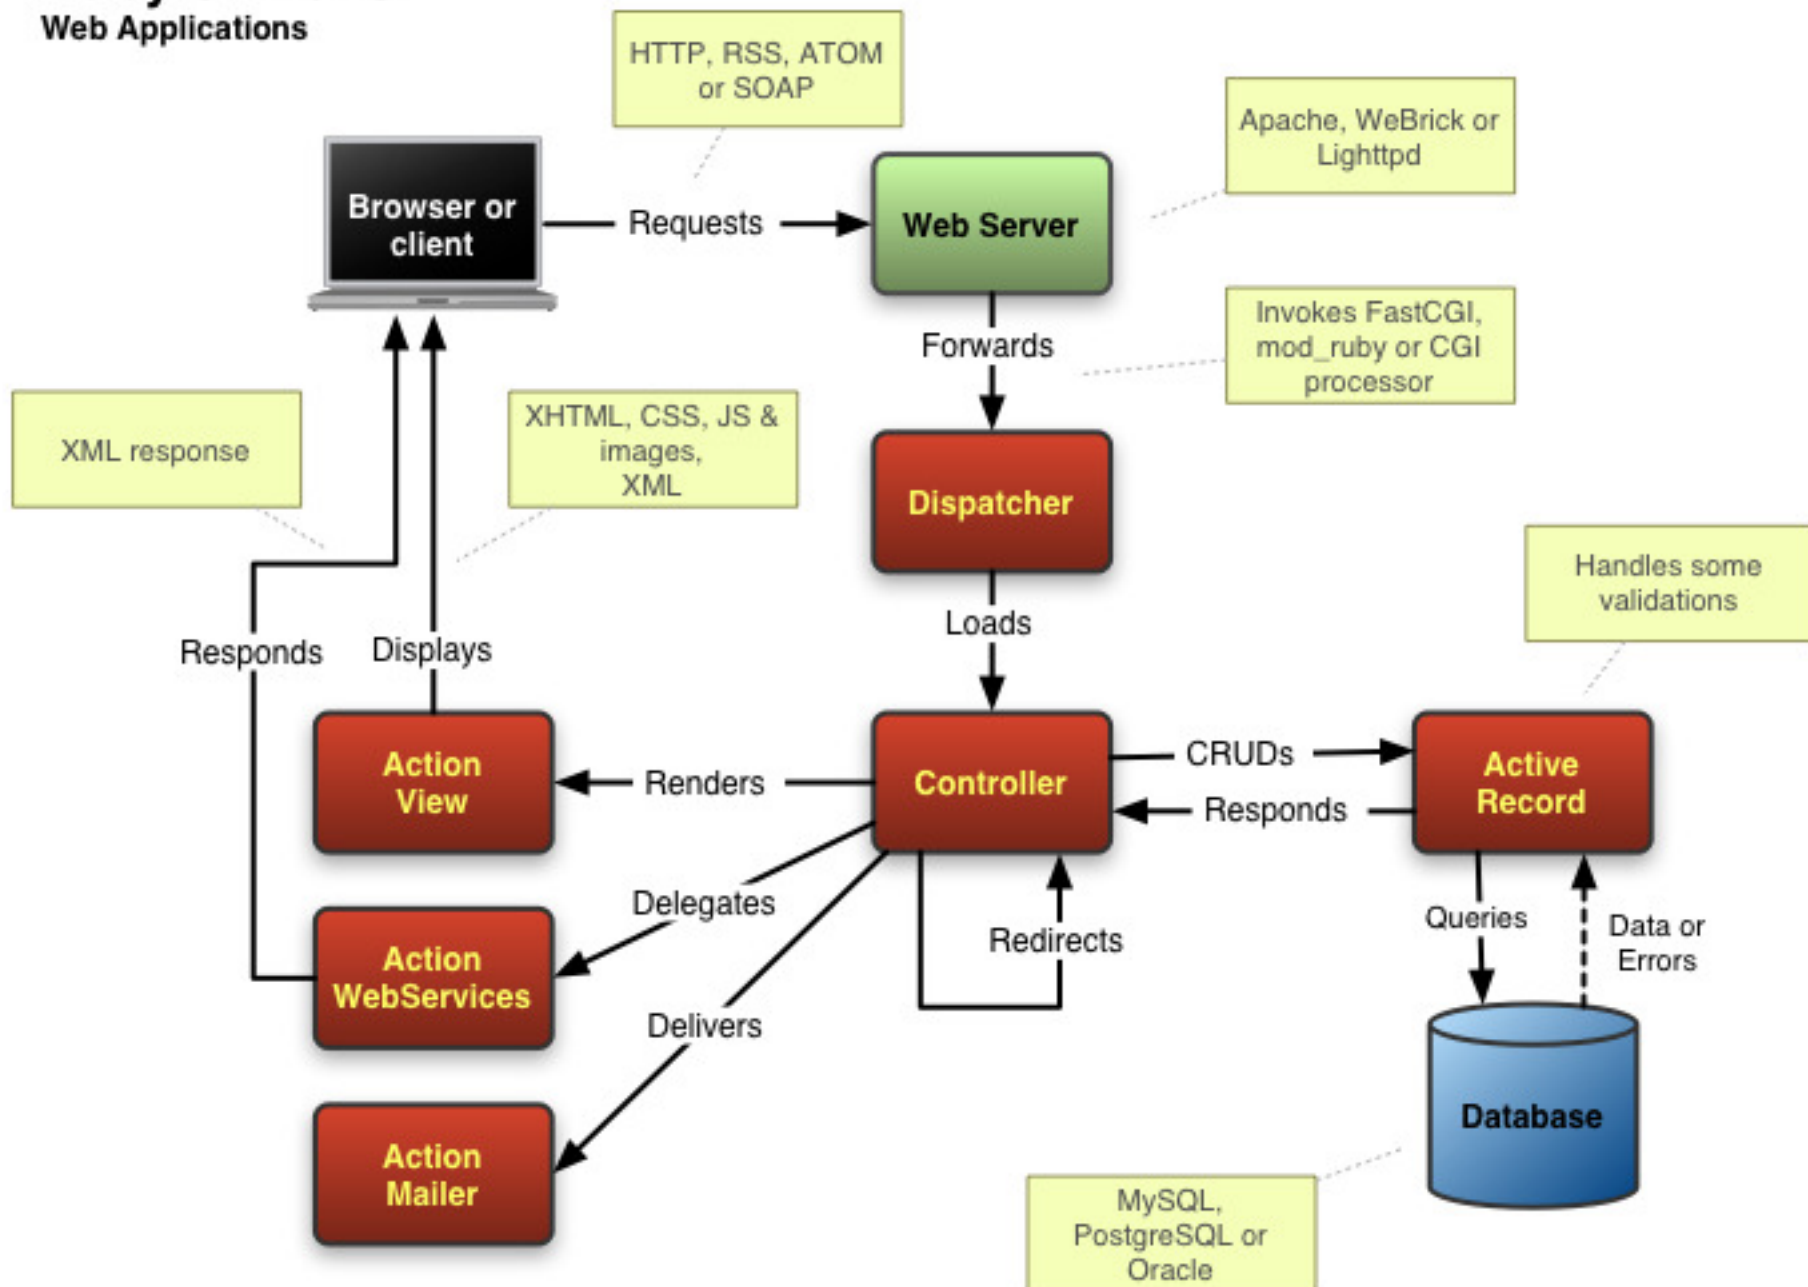 Web Applications
HTTP, RSS, ATOM
or SOAP
Apache, WeBrick or
Lighttpd
Browser or
client
Requests
Web Server
Invokes FastCGI,
mod_ruby or CGI
processor
Forwards
XML response
XHTML, CSS, JS &
images,
XML
Dispatcher
Handles some
validations
Loads
Responds
Displays
Action
View
Renders
Controller
CRUDs
Responds
Active
Record
Delegates
Redirects
Queries
Data or
Errors
Action
WebServices
Delivers
Database
Action
Mailer
MySQL,
PostgreSQL or
Oracle